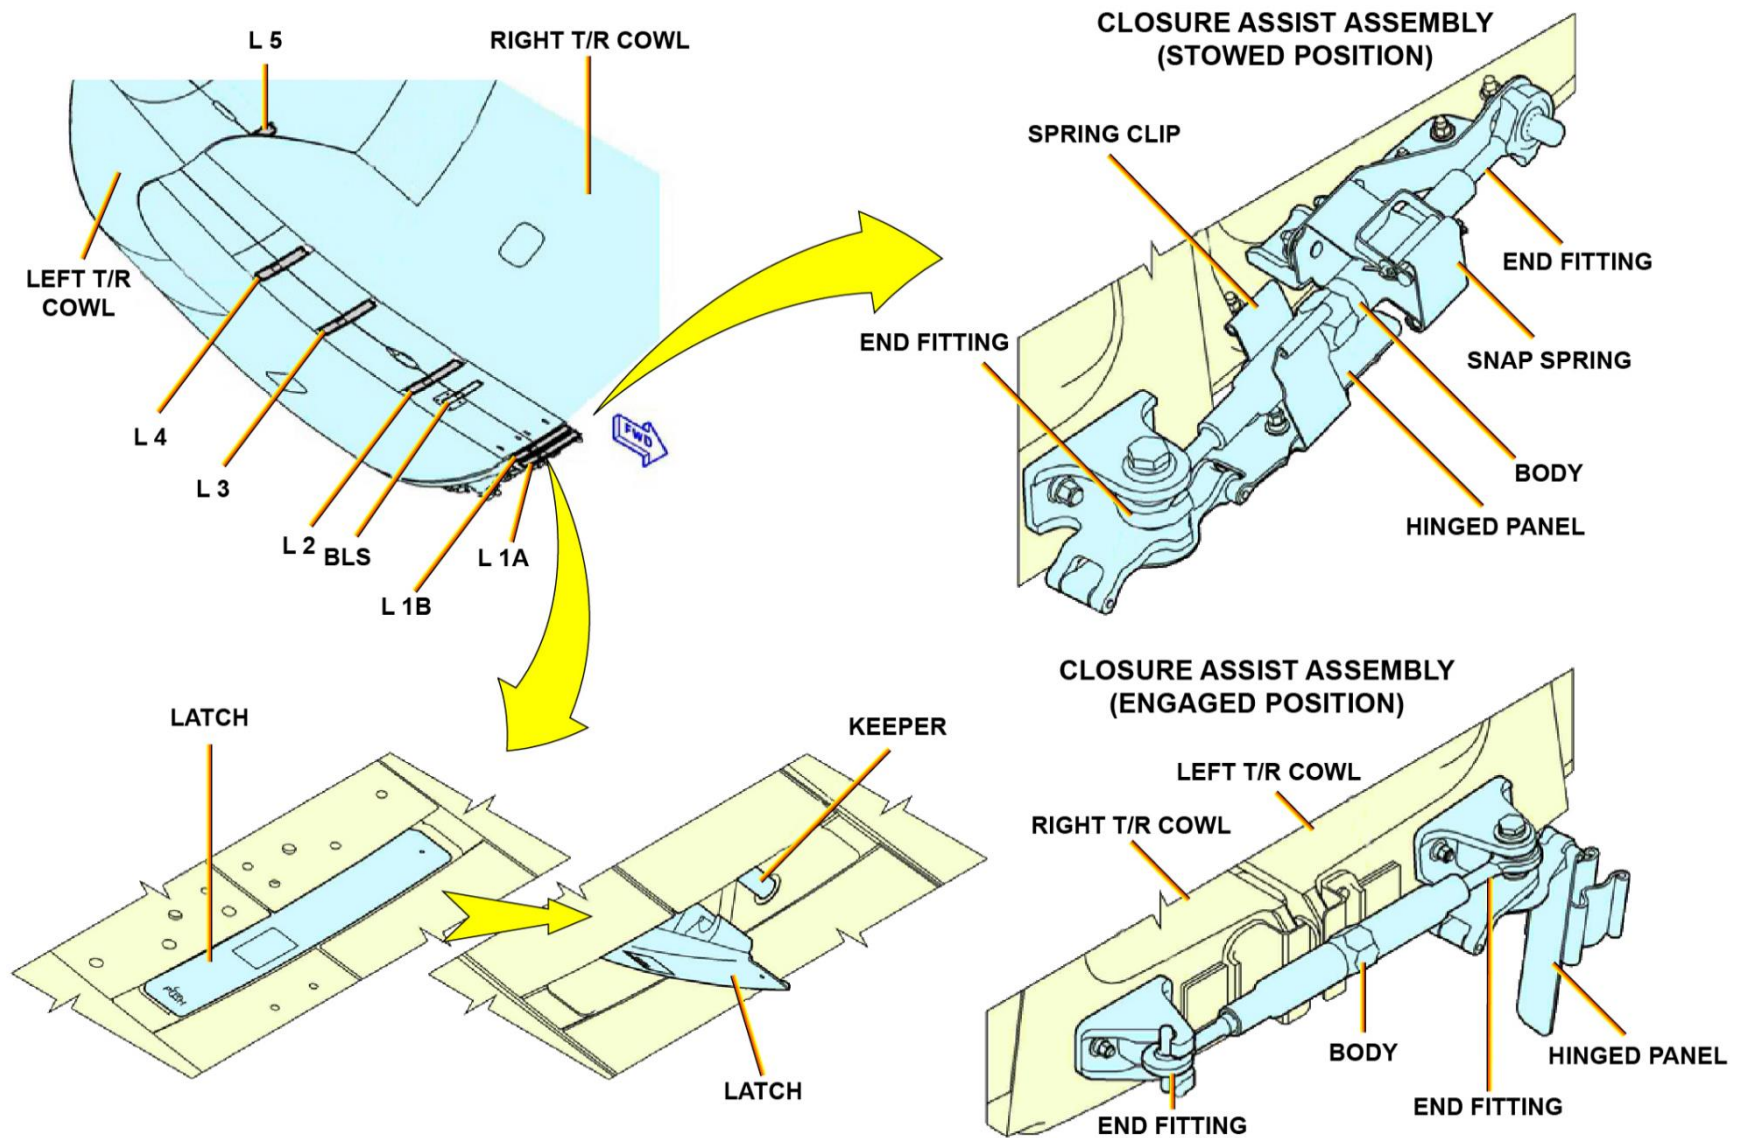 CLOSURE ASSIST ASSEMBLY
(STOWED POSITION)
L 5
RIGHT T/R COWL
SPRING CLIP
END FITTING
LEFT T/R
COWL
END FITTING
SNAP SPRING
FWD
L 4
L 3
L 2
BLS
L 1A
L 1B
BODY
HINGED PANEL
CLOSURE ASSIST ASSEMBLY
(ENGAGED POSITION)
LATCH
KEEPER
LEFT T/R COWL
RIGHT T/R COWL
PUSH
LATCH
BODY
HINGED PANEL
END FITTING
END FITTING